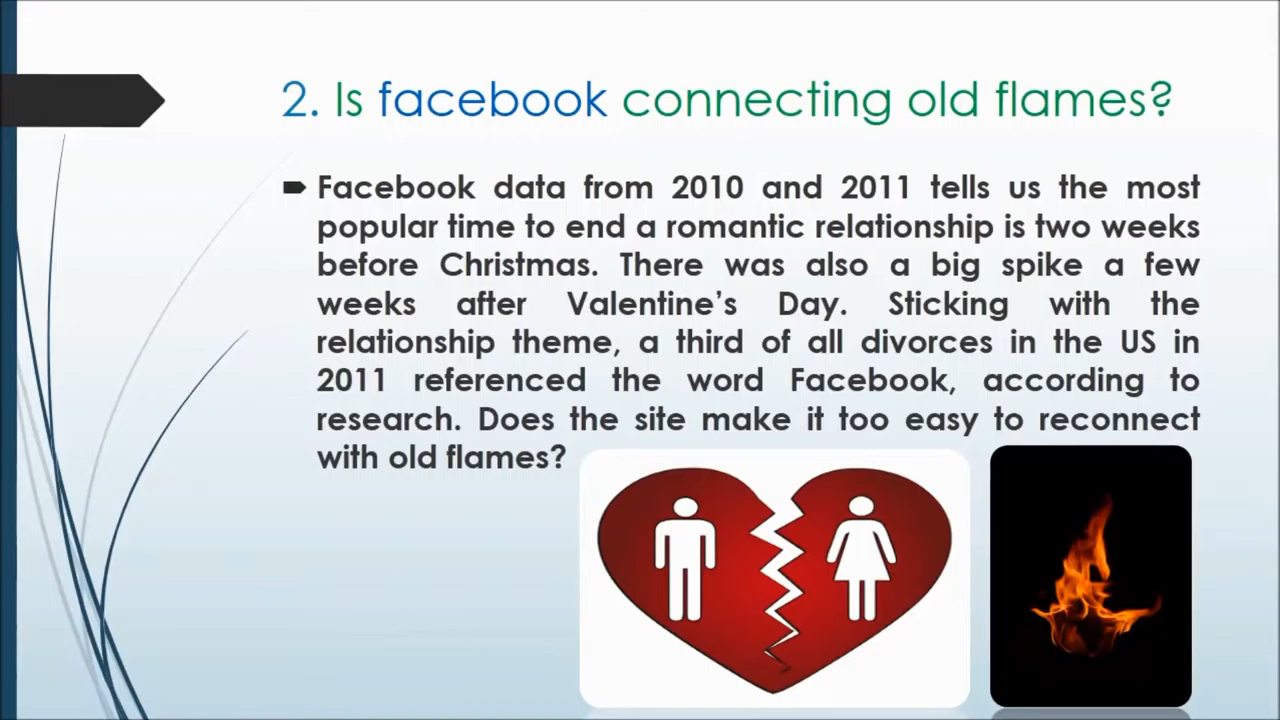 2. Is facebook connecting old flames?
Facebook data from 2010 and 2011 tells us the most
popular time to end a romantic relationship is two weeks
before Christmas. There was also a big spike a few
weeks after Valentine’s Day. Sticking with the
relationship theme, a third of all divorces in the US in
2011 referenced the word Facebook, according to
research. Does the site make it too easy to reconnect
with old flames?